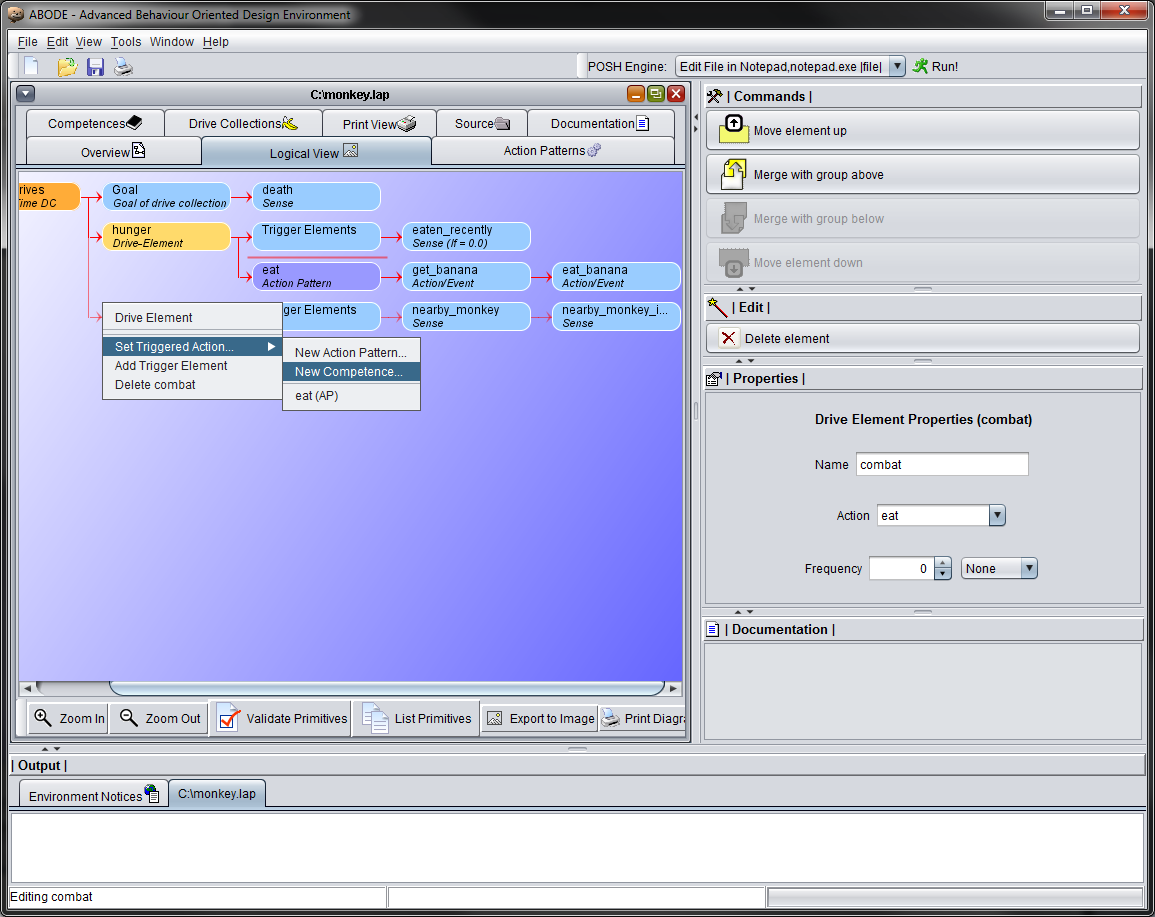 ABODE - Advanced Behaviour Oriented Design Environment
File Edit View Tools Window Help
POSH Engine: Edit File in Notepad,notepad.exe |file| Run!
C:\monkey.lap
Competences Drive Collections Print View Source Documentation
Overview Logical View Action Patterns
rives
ime DC
Goal
Goal of drive collection
death
Sense
hunger
Drive-Element
Trigger Elements
eaten_recently
Sense (If = 0.0)
eat
Action Pattern
get_banana
Action/Event
eat_banana
Action/Event
ger Elements
nearby_monkey
Sense
nearby_monkey_i...
Sense
Drive Element
Set Triggered Action...
Add Trigger Element
Delete combat
New Action Pattern...
New Competence...
eat (AP)
Zoom In Zoom Out Validate Primitives List Primitives Export to Image Print Diagra
| Commands |
Move element up
Merge with group above
Merge with group below
Move element down
| Edit |
Delete element
| Properties |
Drive Element Properties (combat)
Name combat
Action eat
Frequency 0 None
| Documentation |
| Output |
Environment Notices C:\monkey.lap
Editing combat